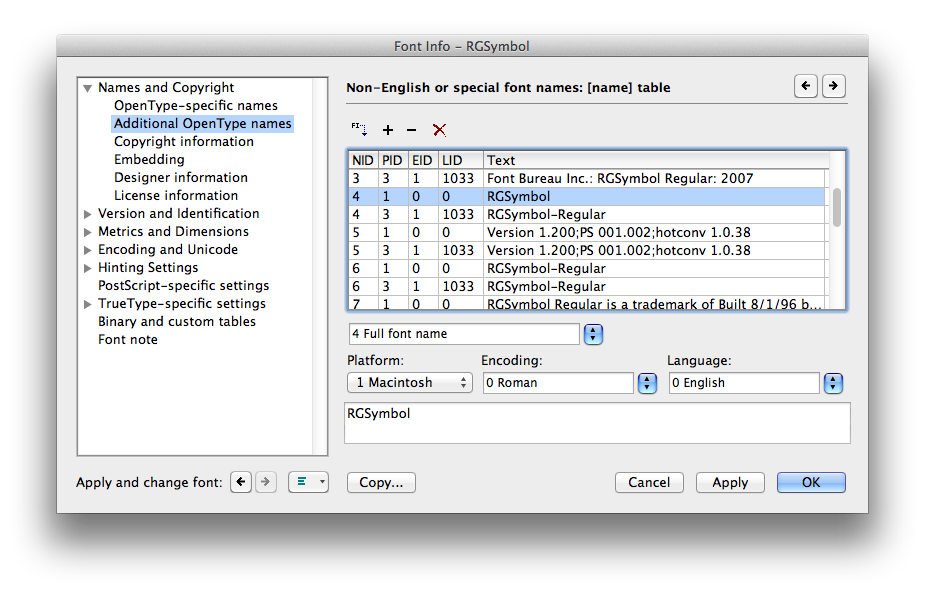 Font Info – RGSymbol
Names and Copyright
OpenType-specific names
Additional OpenType names
Copyright information
Embedding
Designer information
License information
Version and Identification
Metrics and Dimensions
Encoding and Unicode
Hinting Settings
PostScript-specific settings
TrueType-specific settings
Binary and custom tables
Font note
Non-English or special font names: [name] table
FI
NID PID EID LID Text
3 3 1 1033 Font Bureau Inc.: RGSymbol Regular: 2007
4 1 0 0 RGSymbol
4 3 1 1033 RGSymbol-Regular
5 1 0 0 Version 1.200;PS 001.002;hotconv 1.0.38
5 3 1 1033 Version 1.200;PS 001.002;hotconv 1.0.38
6 1 0 0 RGSymbol-Regular
6 3 1 1033 RGSymbol-Regular
7 1 0 0 RGSymbol Regular is a trademark of Built 8/1/96 b...
4 Full font name
Platform: Encoding: Language:
1 Macintosh 0 Roman 0 English
RGSymbol
Apply and change font: Copy... Cancel Apply OK